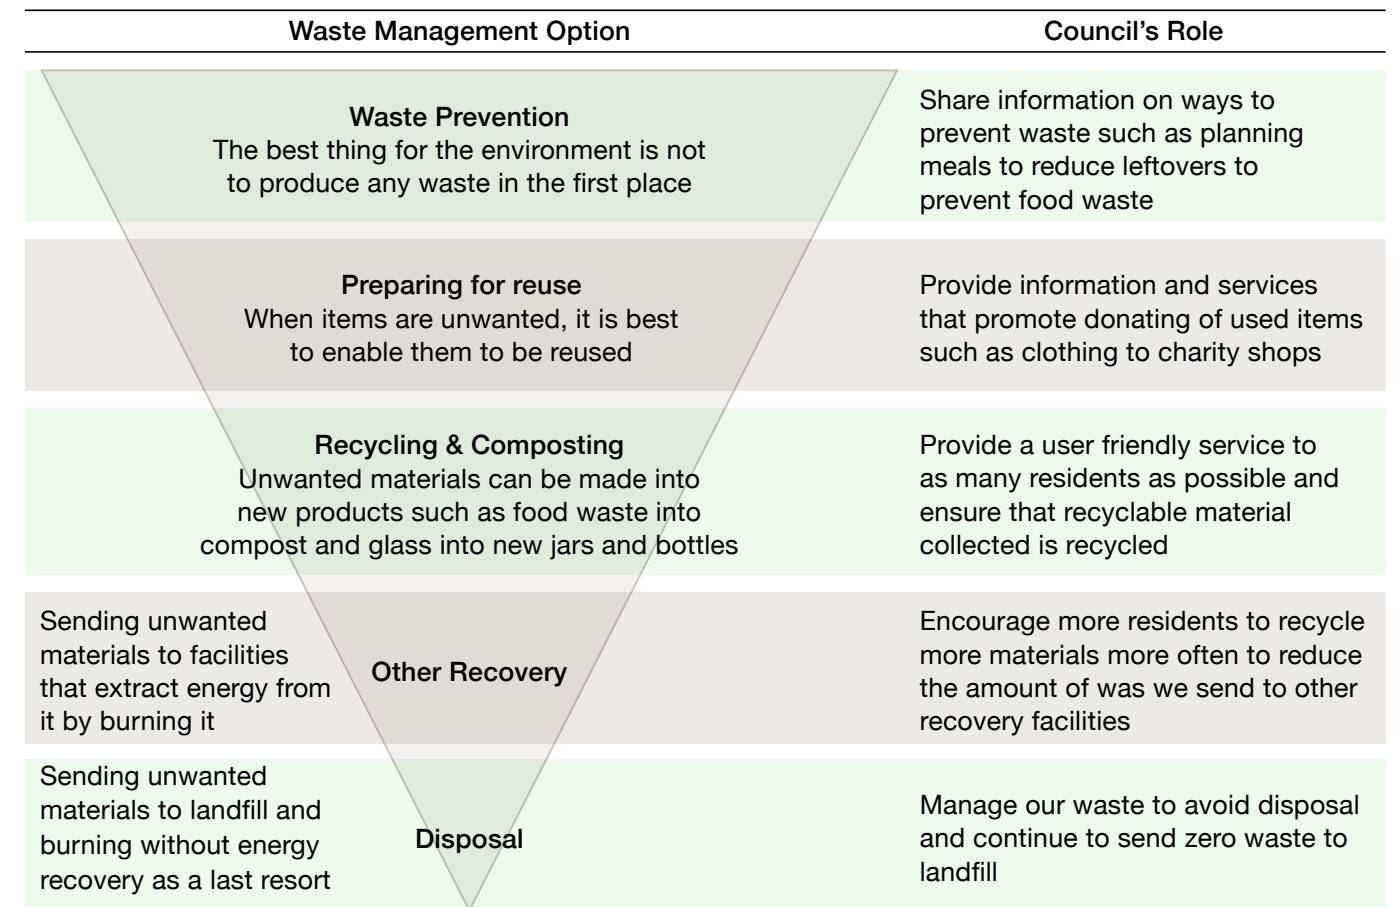 Waste Management Option
Council's Role
Waste Prevention
The best thing for the environment is not
to produce any waste in the first place
Share information on ways to
prevent waste such as planning
meals to reduce leftovers to
prevent food waste
Preparing for reuse
When items are unwanted, it is best
to enable them to be reused
Provide information and services
that promote donating of used items
such as clothing to charity shops
Recycling & Composting
Unwanted materials can be made into
new products such as food waste into
compost and glass into new jars and bottles
Provide a user friendly service to
as many residents as possible and
ensure that recyclable material
collected is recycled
Sending unwanted
materials to facilities
that extract energy from
it by burning it
Other Recovery
Encourage more residents to recycle
more materials more often to reduce
the amount of was we send to other
recovery facilities
Sending unwanted
materials to landfill and
burning without energy
recovery as a last resort
Disposal
Manage our waste to avoid disposal
and continue to send zero waste to
landfill